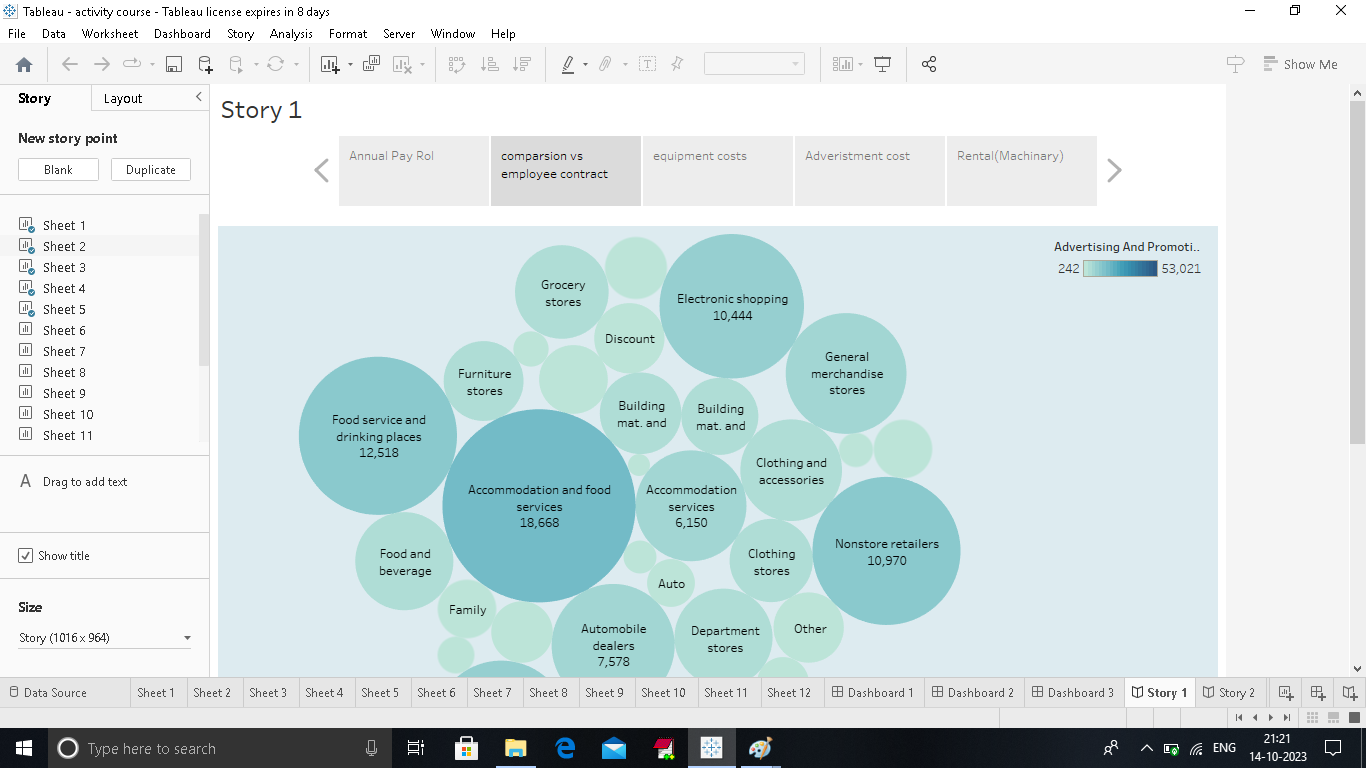 Tableau - activity course - Tableau license expires in 8 days
File Data Worksheet Dashboard Story Analysis Format Server Window Help
Show Me
Story Layout
New story point
Blank Duplicate
Sheet 1
Sheet 2
Sheet 3
Sheet 4
Sheet 5
Sheet 6
Sheet 7
Sheet 8
Sheet 9
Sheet 10
Sheet 11
A Drag to add text
Show title
Size
Story (1016 x 964)
Story 1
Annual Pay Rol
comparsion vs
employee contract
equipment costs
Adveristment cost
Rental(Machinary)
Advertising And Promoti..
242 53,021
Grocery
stores
Electronic shopping
10,444
Discount
General
merchandise
stores
Furniture
stores
Building
mat. and
Building
mat. and
Food service and
drinking places
12,518
Clothing and
accessories
Accommodation and food
services
18,668
Accommodation
services
6,150
Nonstore retailers
10,970
Food and
beverage
Clothing
stores
Auto
Family
Automobile
dealers
7,578
Department
stores
Other
Data Source Sheet 1 Sheet 2 Sheet 3 Sheet 4 Sheet 5 Sheet 6 Sheet 7 Sheet 8 Sheet 9 Sheet 10 Sheet 11 Sheet 12 Dashboard 1 Dashboard 2 Dashboard 3 Story 1 Story 2
Type here to search
ENG
21:21
14-10-2023